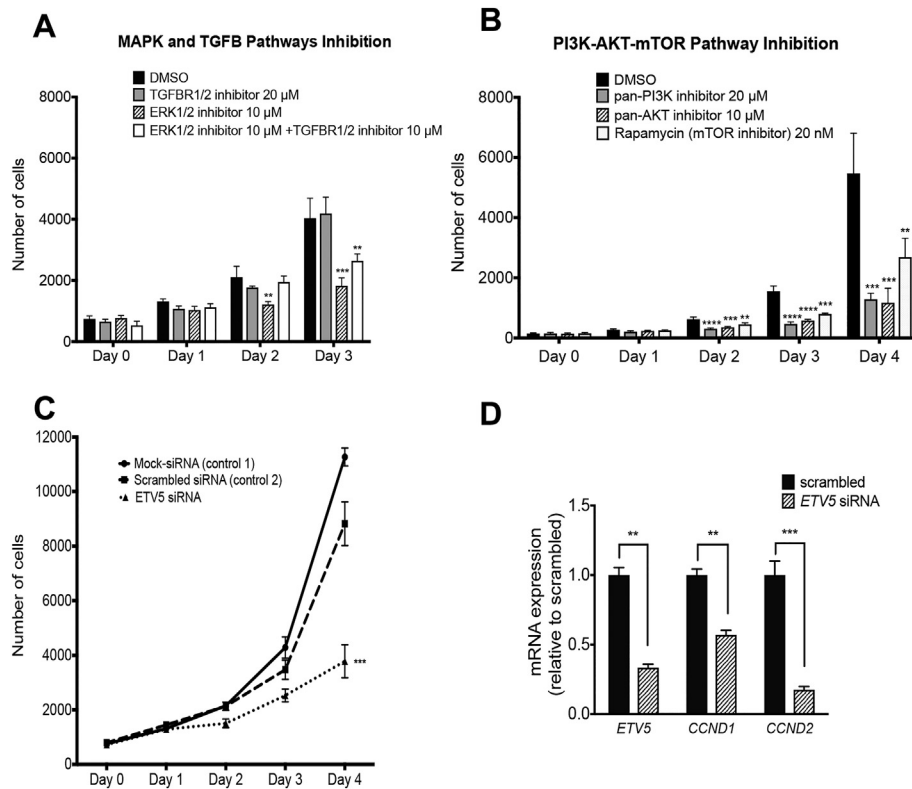 A
MAPK and TGFB Pathways Inhibition
DMSO
TGFBR1/2 inhibitor 20 µM
ERK1/2 inhibitor 10 µM
ERK1/2 inhibitor 10 µM +TGFBR1/2 inhibitor 10 µM
Number of cells
8000
6000
4000
2000
0
**
***
**
Day 0
Day 1
Day 2
Day 3
B
PI3K-AKT-mTOR Pathway Inhibition
DMSO
pan-PI3K inhibitor 20 µM
pan-AKT inhibitor 10 µM
Rapamycin (mTOR inhibitor) 20 nM
Number of cells
8000
6000
4000
2000
0
****
***
**
****
****
***
***
***
**
Day 0
Day 1
Day 2
Day 3
Day 4
C
Mock-siRNA (control 1)
Scrambled siRNA (control 2)
ETV5 siRNA
Number of cells
12000
10000
8000
6000
4000
2000
0
***
Day 0
Day 1
Day 2
Day 3
Day 4
D
scrambled
ETV5 siRNA
mRNA expression
(relative to scrambled)
1.5
1.0
0.5
0.0
**
**
***
ETV5
CCND1
CCND2